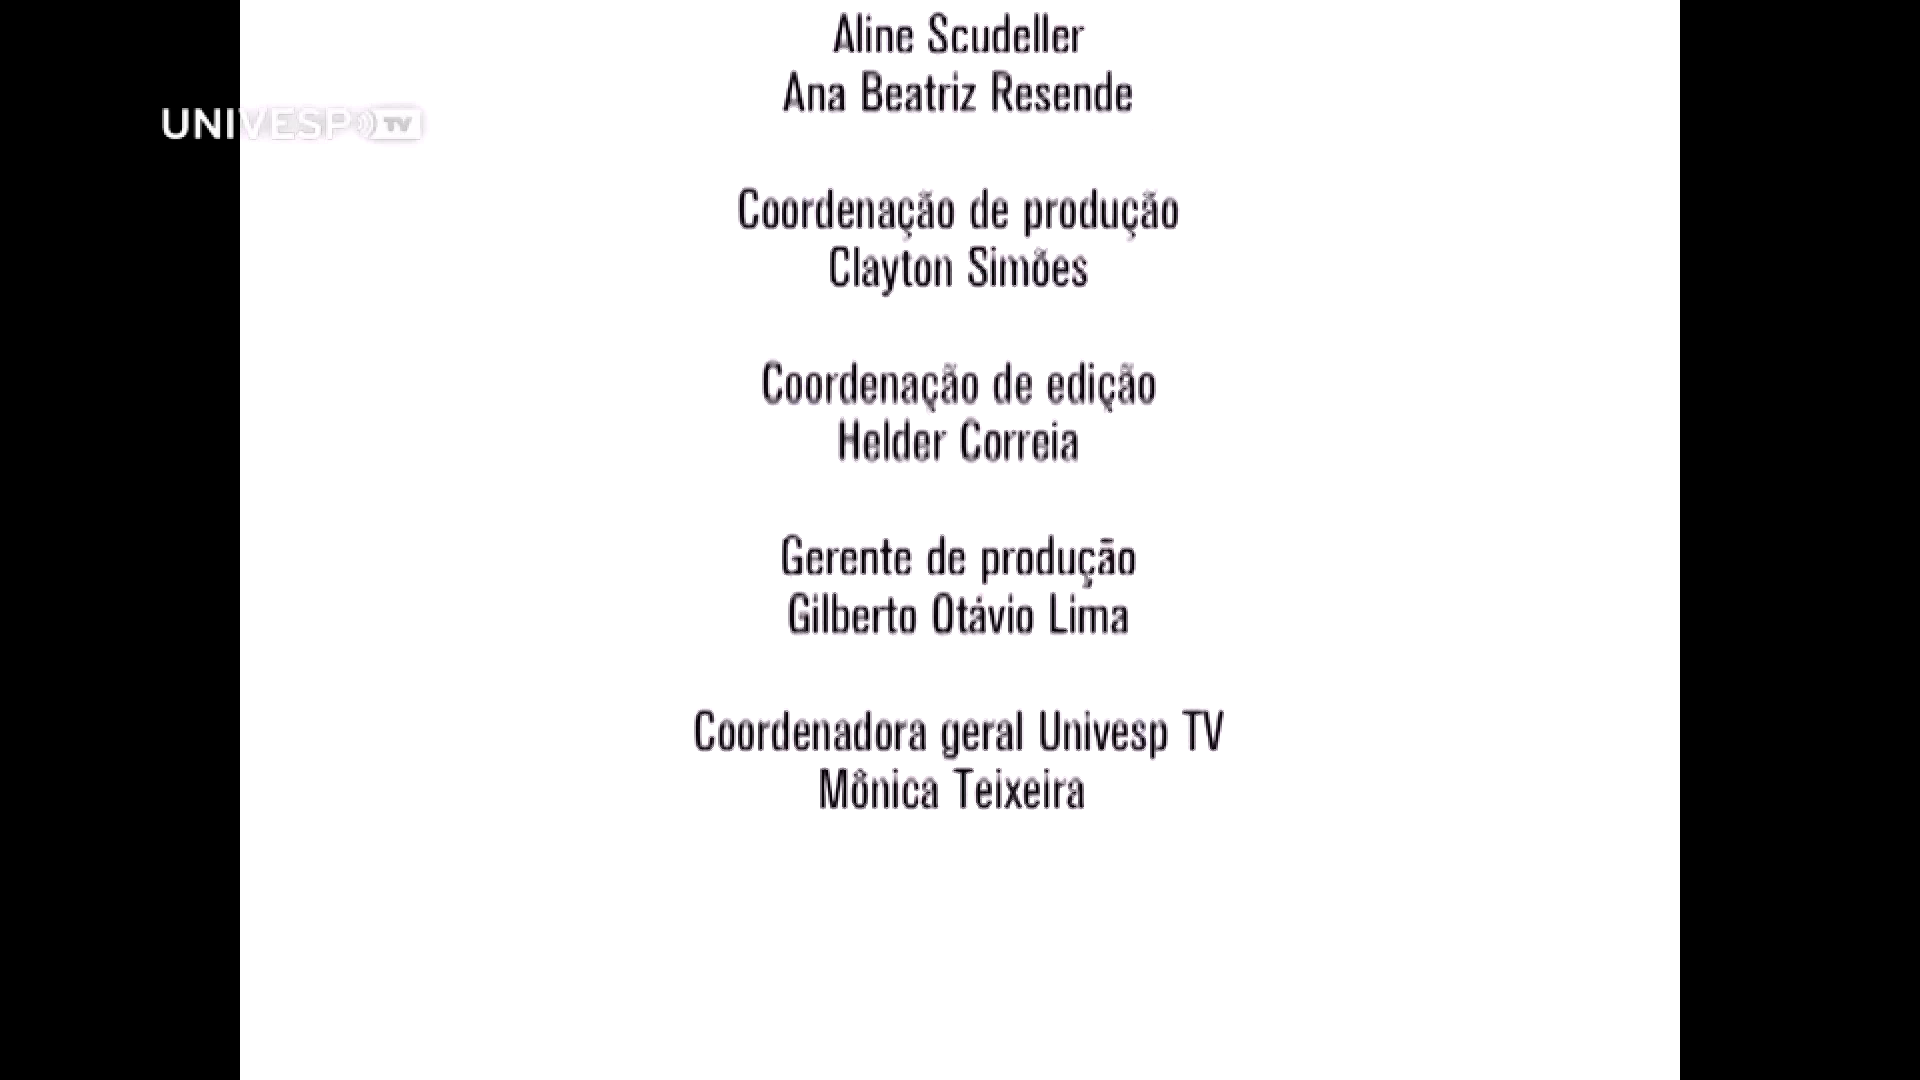 Aline Scudeller
Ana Beatriz Resende
UNIVESP TV
Coordenação de produção
Clayton Simões
Coordenação de edição
Helder Correia
Gerente de produção
Gilberto Otávio Lima
Coordenadora geral Univesp TV
Mônica Teixeira